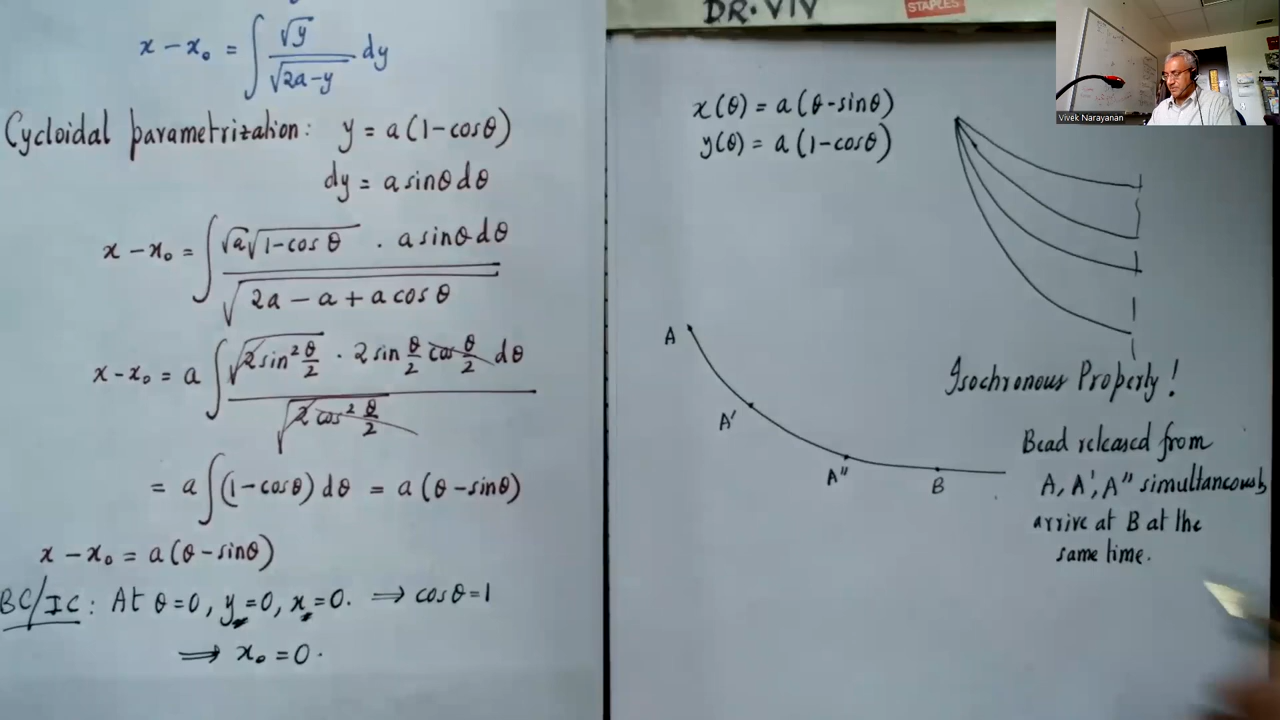 x - x₀ = ∫ √y / √(2a-y) dy
Cycloidal parametrization: y = a(1-cosθ)
dy = a sinθ dθ
x - x₀ = ∫ √a √(1-cos θ) . a sinθ dθ / √(2a - a + a cos θ)
x - x₀ = a ∫ √(2 sin² θ/2) · 2 sin θ/2 cos θ/2 dθ / √(2 cos² θ/2)
= a ∫ (1-cosθ) dθ = a (θ - sinθ)
x - x₀ = a (θ - sinθ)
BC/IC: At θ=0, y=0, x=0. ⟹ cosθ=1
⟹ x₀ = 0.
DR. VIV
STAPLES
x(θ) = a(θ-sinθ)
y(θ) = a(1-cosθ)
A
A'
A"
B
Isochronous Property!
Bead released from
A, A', A" simultaneously
arrive at B at the
same time.
Vivek Narayanan